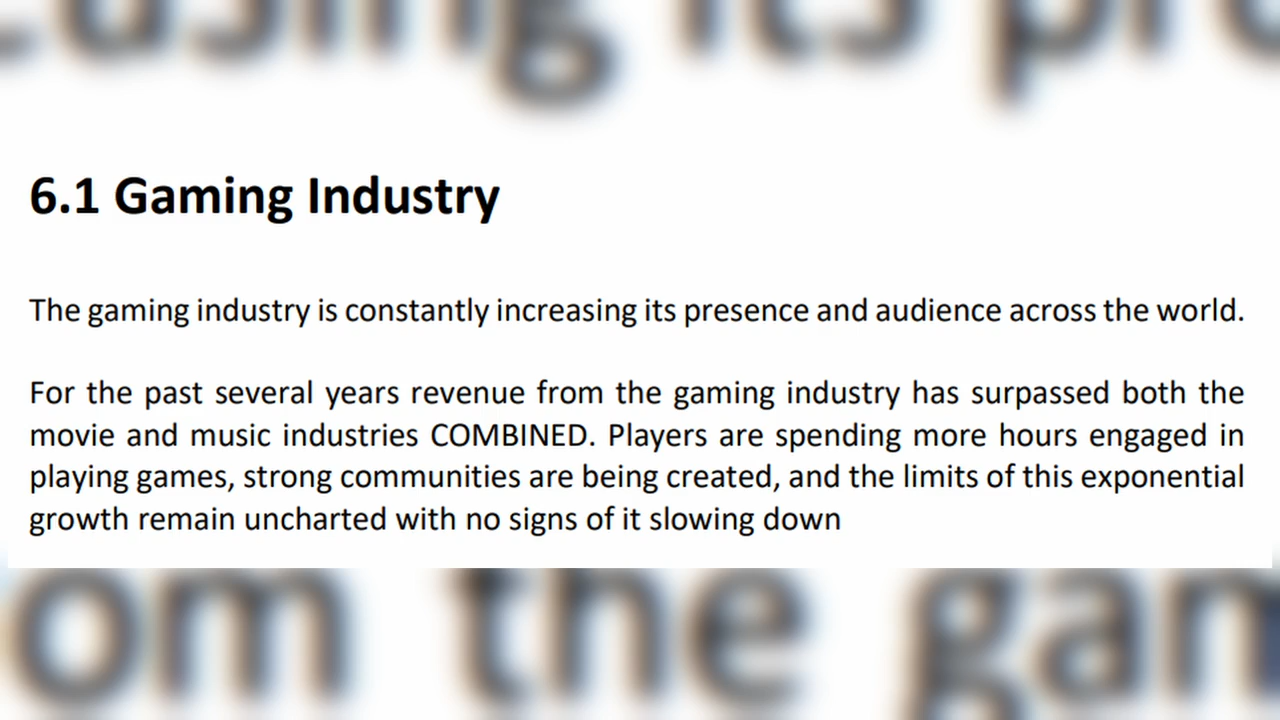 6.1 Gaming Industry
The gaming industry is constantly increasing its presence and audience across the world.
For the past several years revenue from the gaming industry has surpassed both the
movie and music industries COMBINED. Players are spending more hours engaged in
playing games, strong communities are being created, and the limits of this exponential
growth remain uncharted with no signs of it slowing down
om the gam